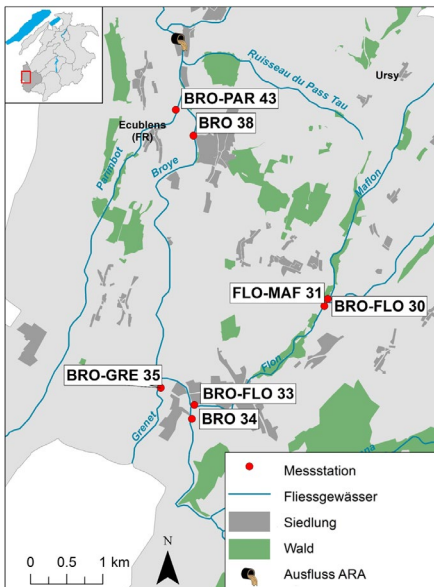 Ruisseau du Pass Tau
Ursy
BRO-PAR 43
Ecublens
(FR)
BRO 38
Parimbot
Broye
Maflon
FLO-MAF 31
BRO-FLO 30
Flon
BRO-GRE 35
BRO-FLO 33
BRO 34
Grenet
Messstation
Fliessgewässer
Siedlung
Wald
Ausfluss ARA
N
0 0.5 1 km